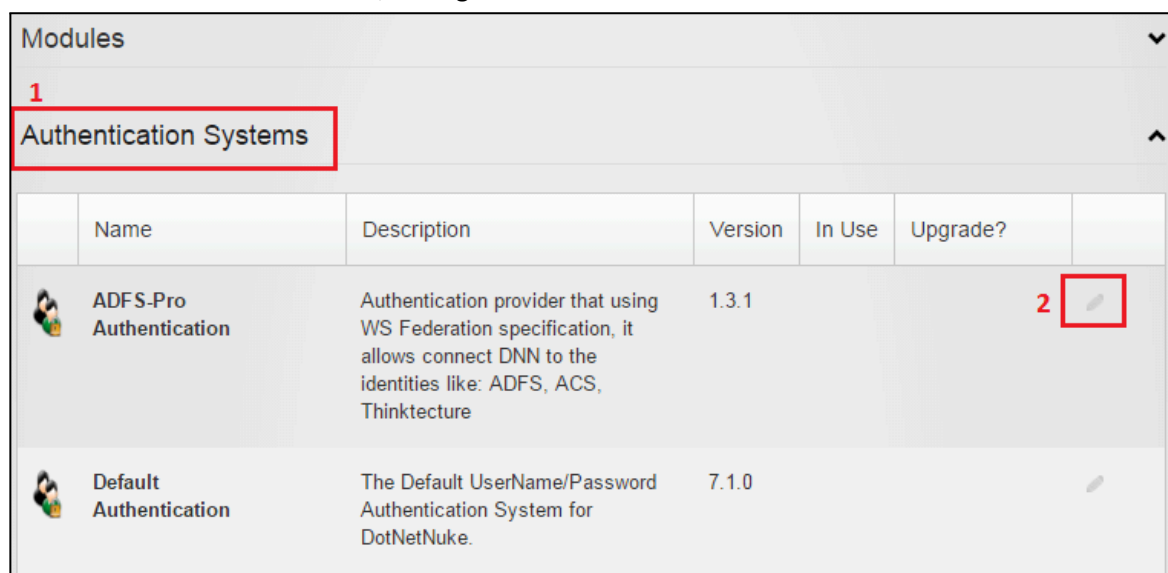 Modules
1
Authentication Systems
Name Description Version In Use Upgrade?
ADFS-Pro
Authentication
Authentication provider that using
WS Federation specification, it
allows connect DNN to the
identities like: ADFS, ACS,
Thinktecture
1.3.1
2
Default
Authentication
The Default UserName/Password
Authentication System for
DotNetNuke.
7.1.0